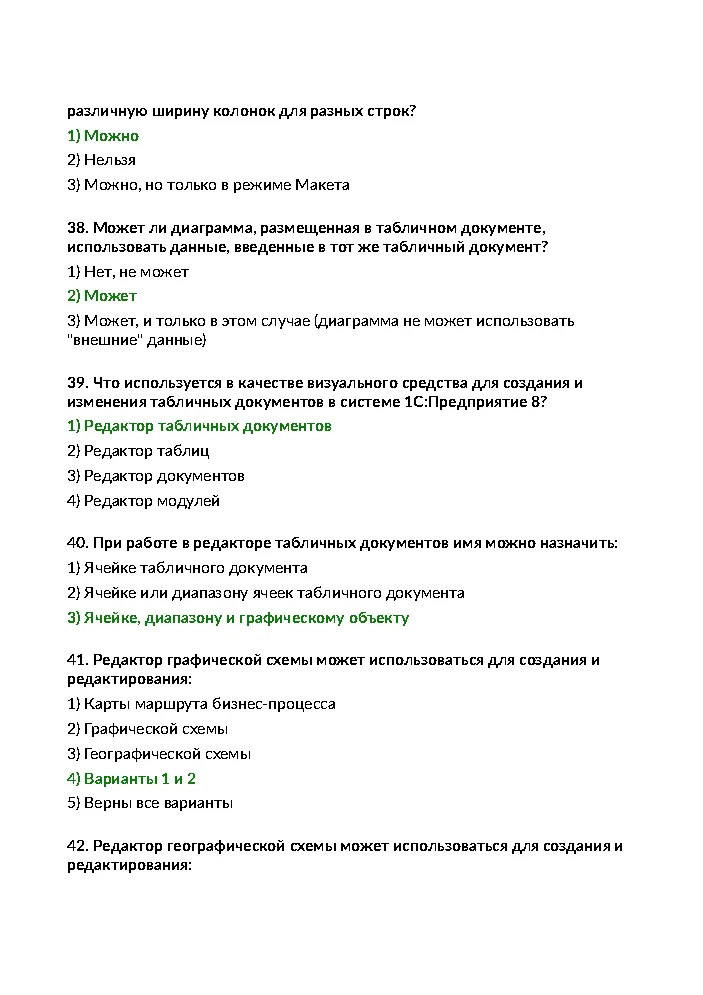 различную ширину колонок для разных строк?
1) Можно
2) Нельзя
3) Можно, но только в режиме Макета
38. Может ли диаграмма, размещенная в табличном документе,
использовать данные, введенные в тот же табличный документ?
1) Нет, не может
2) Может
3) Может, и только в этом случае (диаграмма не может использовать
"внешние" данные)
39. Что используется в качестве визуального средства для создания и
изменения табличных документов в системе 1С:Предприятие 8?
1) Редактор табличных документов
2) Редактор таблиц
3) Редактор документов
4) Редактор модулей
40. При работе в редакторе табличных документов имя можно назначить:
1) Ячейке табличного документа
2) Ячейке или диапазону ячеек табличного документа
3) Ячейке, диапазону и графическому объекту
41. Редактор графической схемы может использоваться для создания и
редактирования:
1) Карты маршрута бизнес-процесса
2) Графической схемы
3) Географической схемы
4) Варианты 1 и 2
5) Верны все варианты
42. Редактор географической схемы может использоваться для создания и
редактирования: